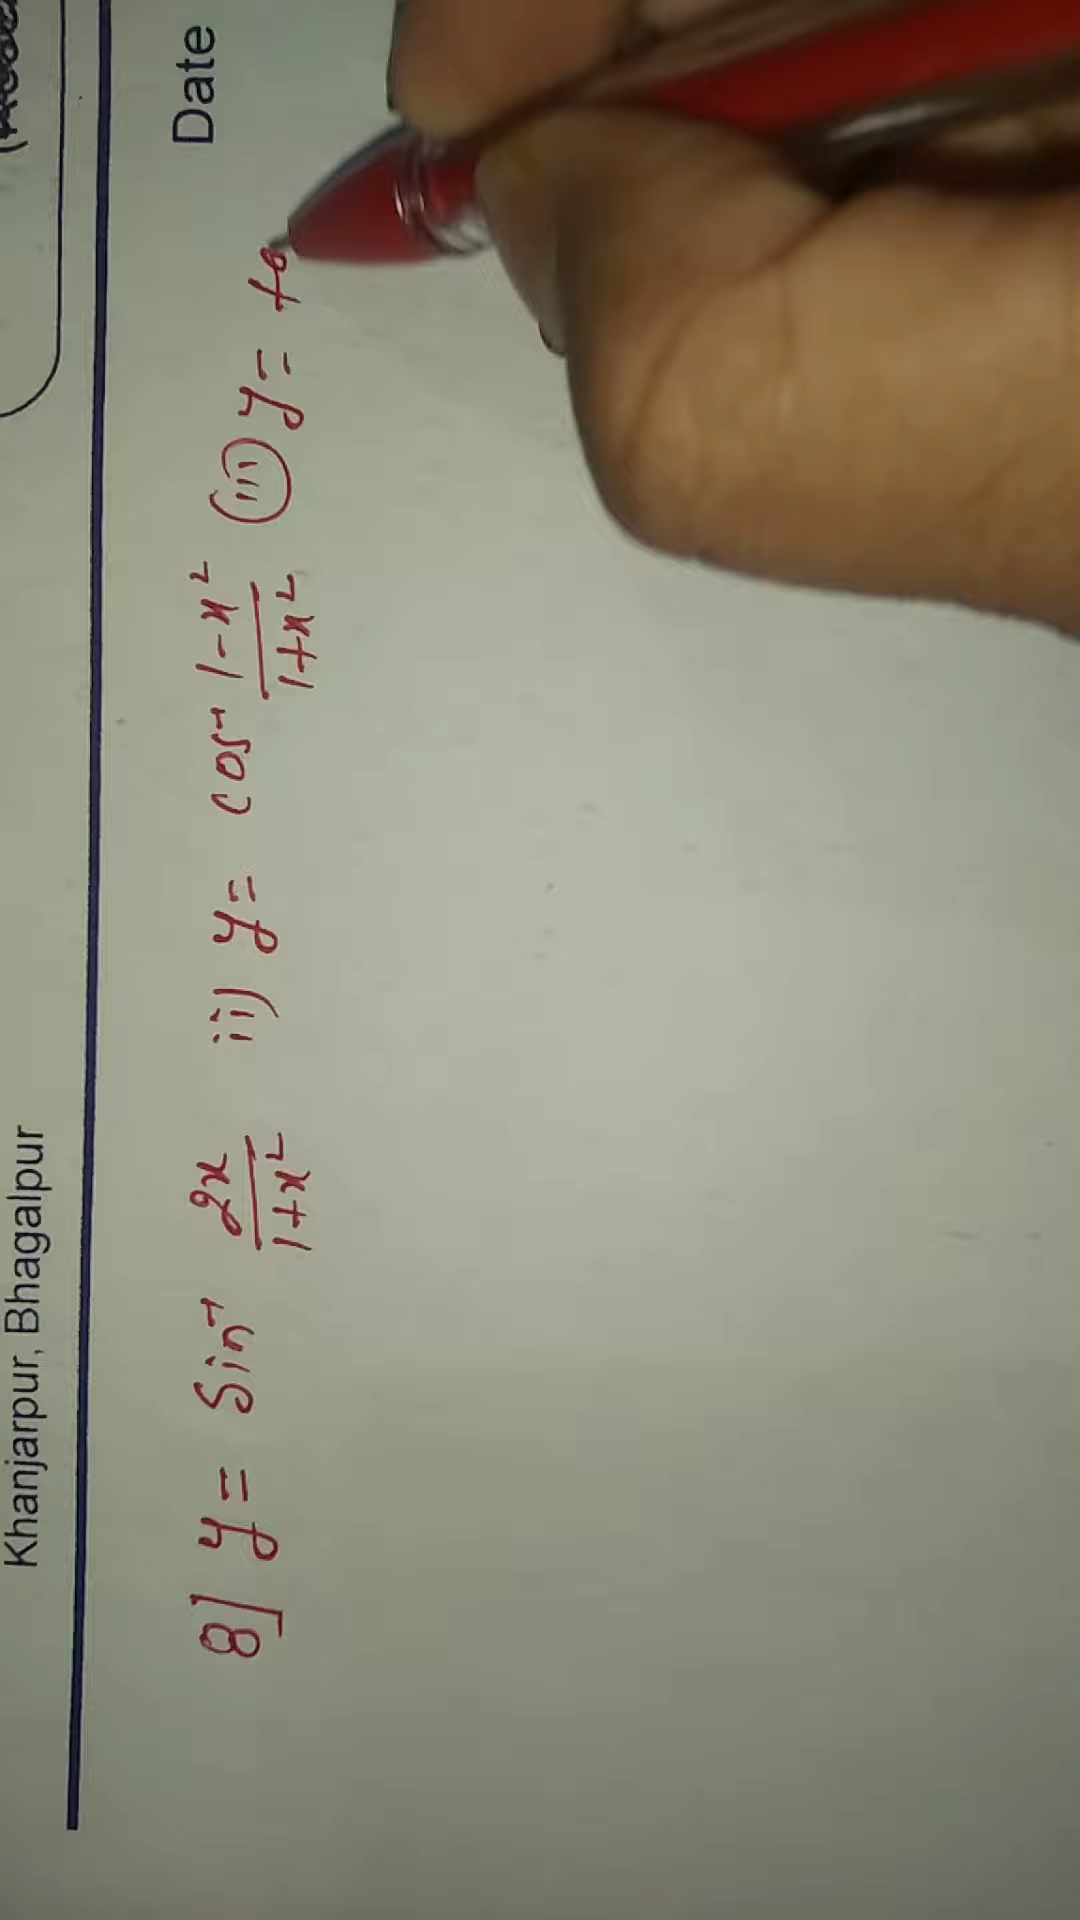 Khanjarpur, Bhagalpur
Date
8] y = Sin⁻¹ 2x/1+x² ii) y = cos⁻¹ 1-x²/1+x² (iii) y = ta